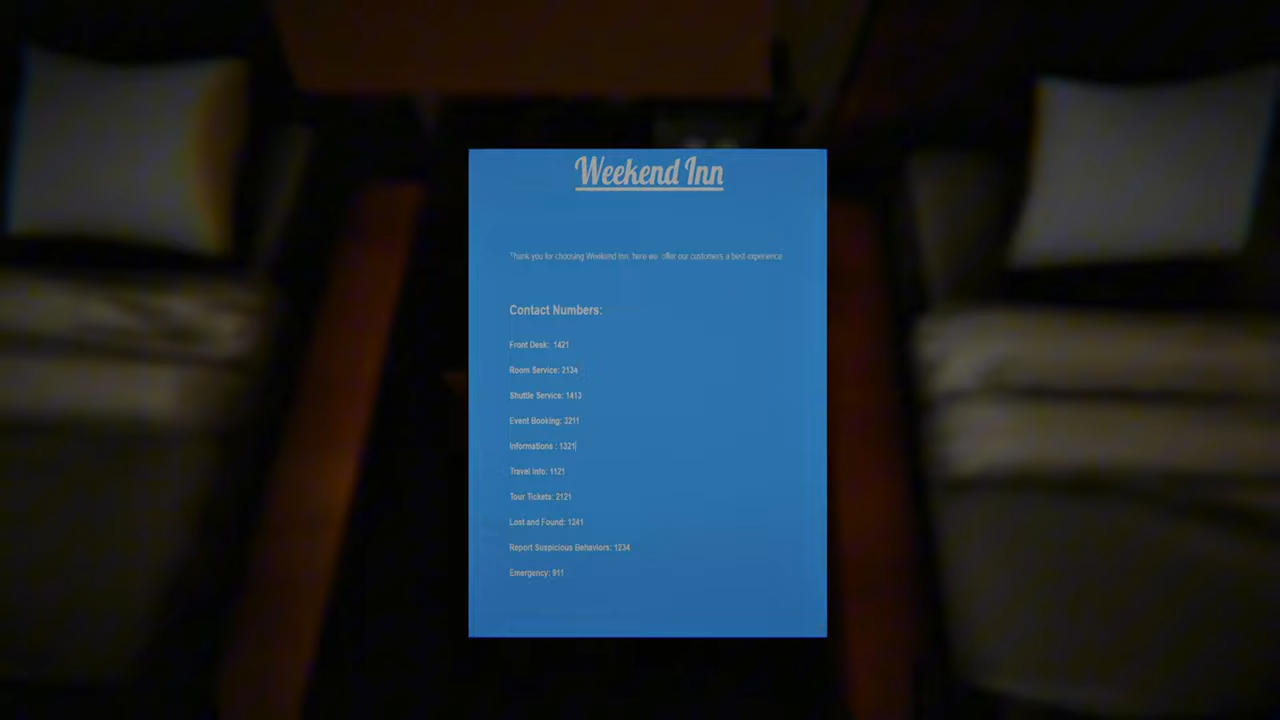 Weekend Inn
Thank you for choosing Weekend Inn, here we offer our customers a best experience
Contact Numbers:
Front Desk: 1421
Room Service: 2134
Shuttle Service: 1413
Event Booking: 3211
Informations : 1321
Travel Info: 1121
Tour Tickets: 2121
Lost and Found: 1241
Report Suspicious Behaviors: 1234
Emergency: 911